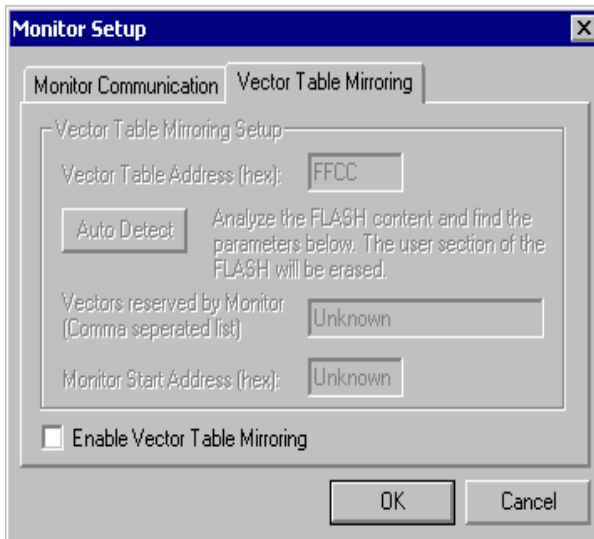 Monitor Setup
Monitor Communication
Vector Table Mirroring
Vector Table Mirroring Setup
Vector Table Address (hex): FFCC
Auto Detect
Analyze the FLASH content and find the
parameters below. The user section of the
FLASH will be erased.
Vectors reserved by Monitor
(Comma seperated list)
Unknown
Monitor Start Address (hex): Unknown
Enable Vector Table Mirroring
OK
Cancel